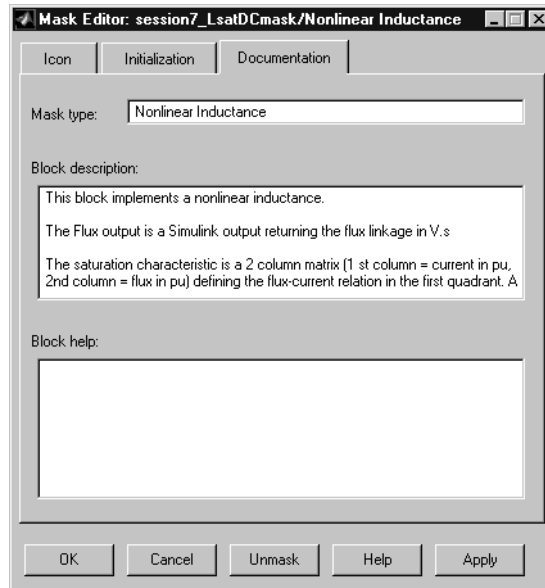 Mask Editor: session7_LsatDCmask/Nonlinear Inductance
Icon Initialization Documentation
Mask type: Nonlinear Inductance
Block description:
This block implements a nonlinear inductance.
The Flux output is a Simulink output returning the flux linkage in V.s
The saturation characteristic is a 2 column matrix (1 st column = current in pu,
2nd column = flux in pu) defining the flux-current relation in the first quadrant. A
Block help:
OK Cancel Unmask Help Apply